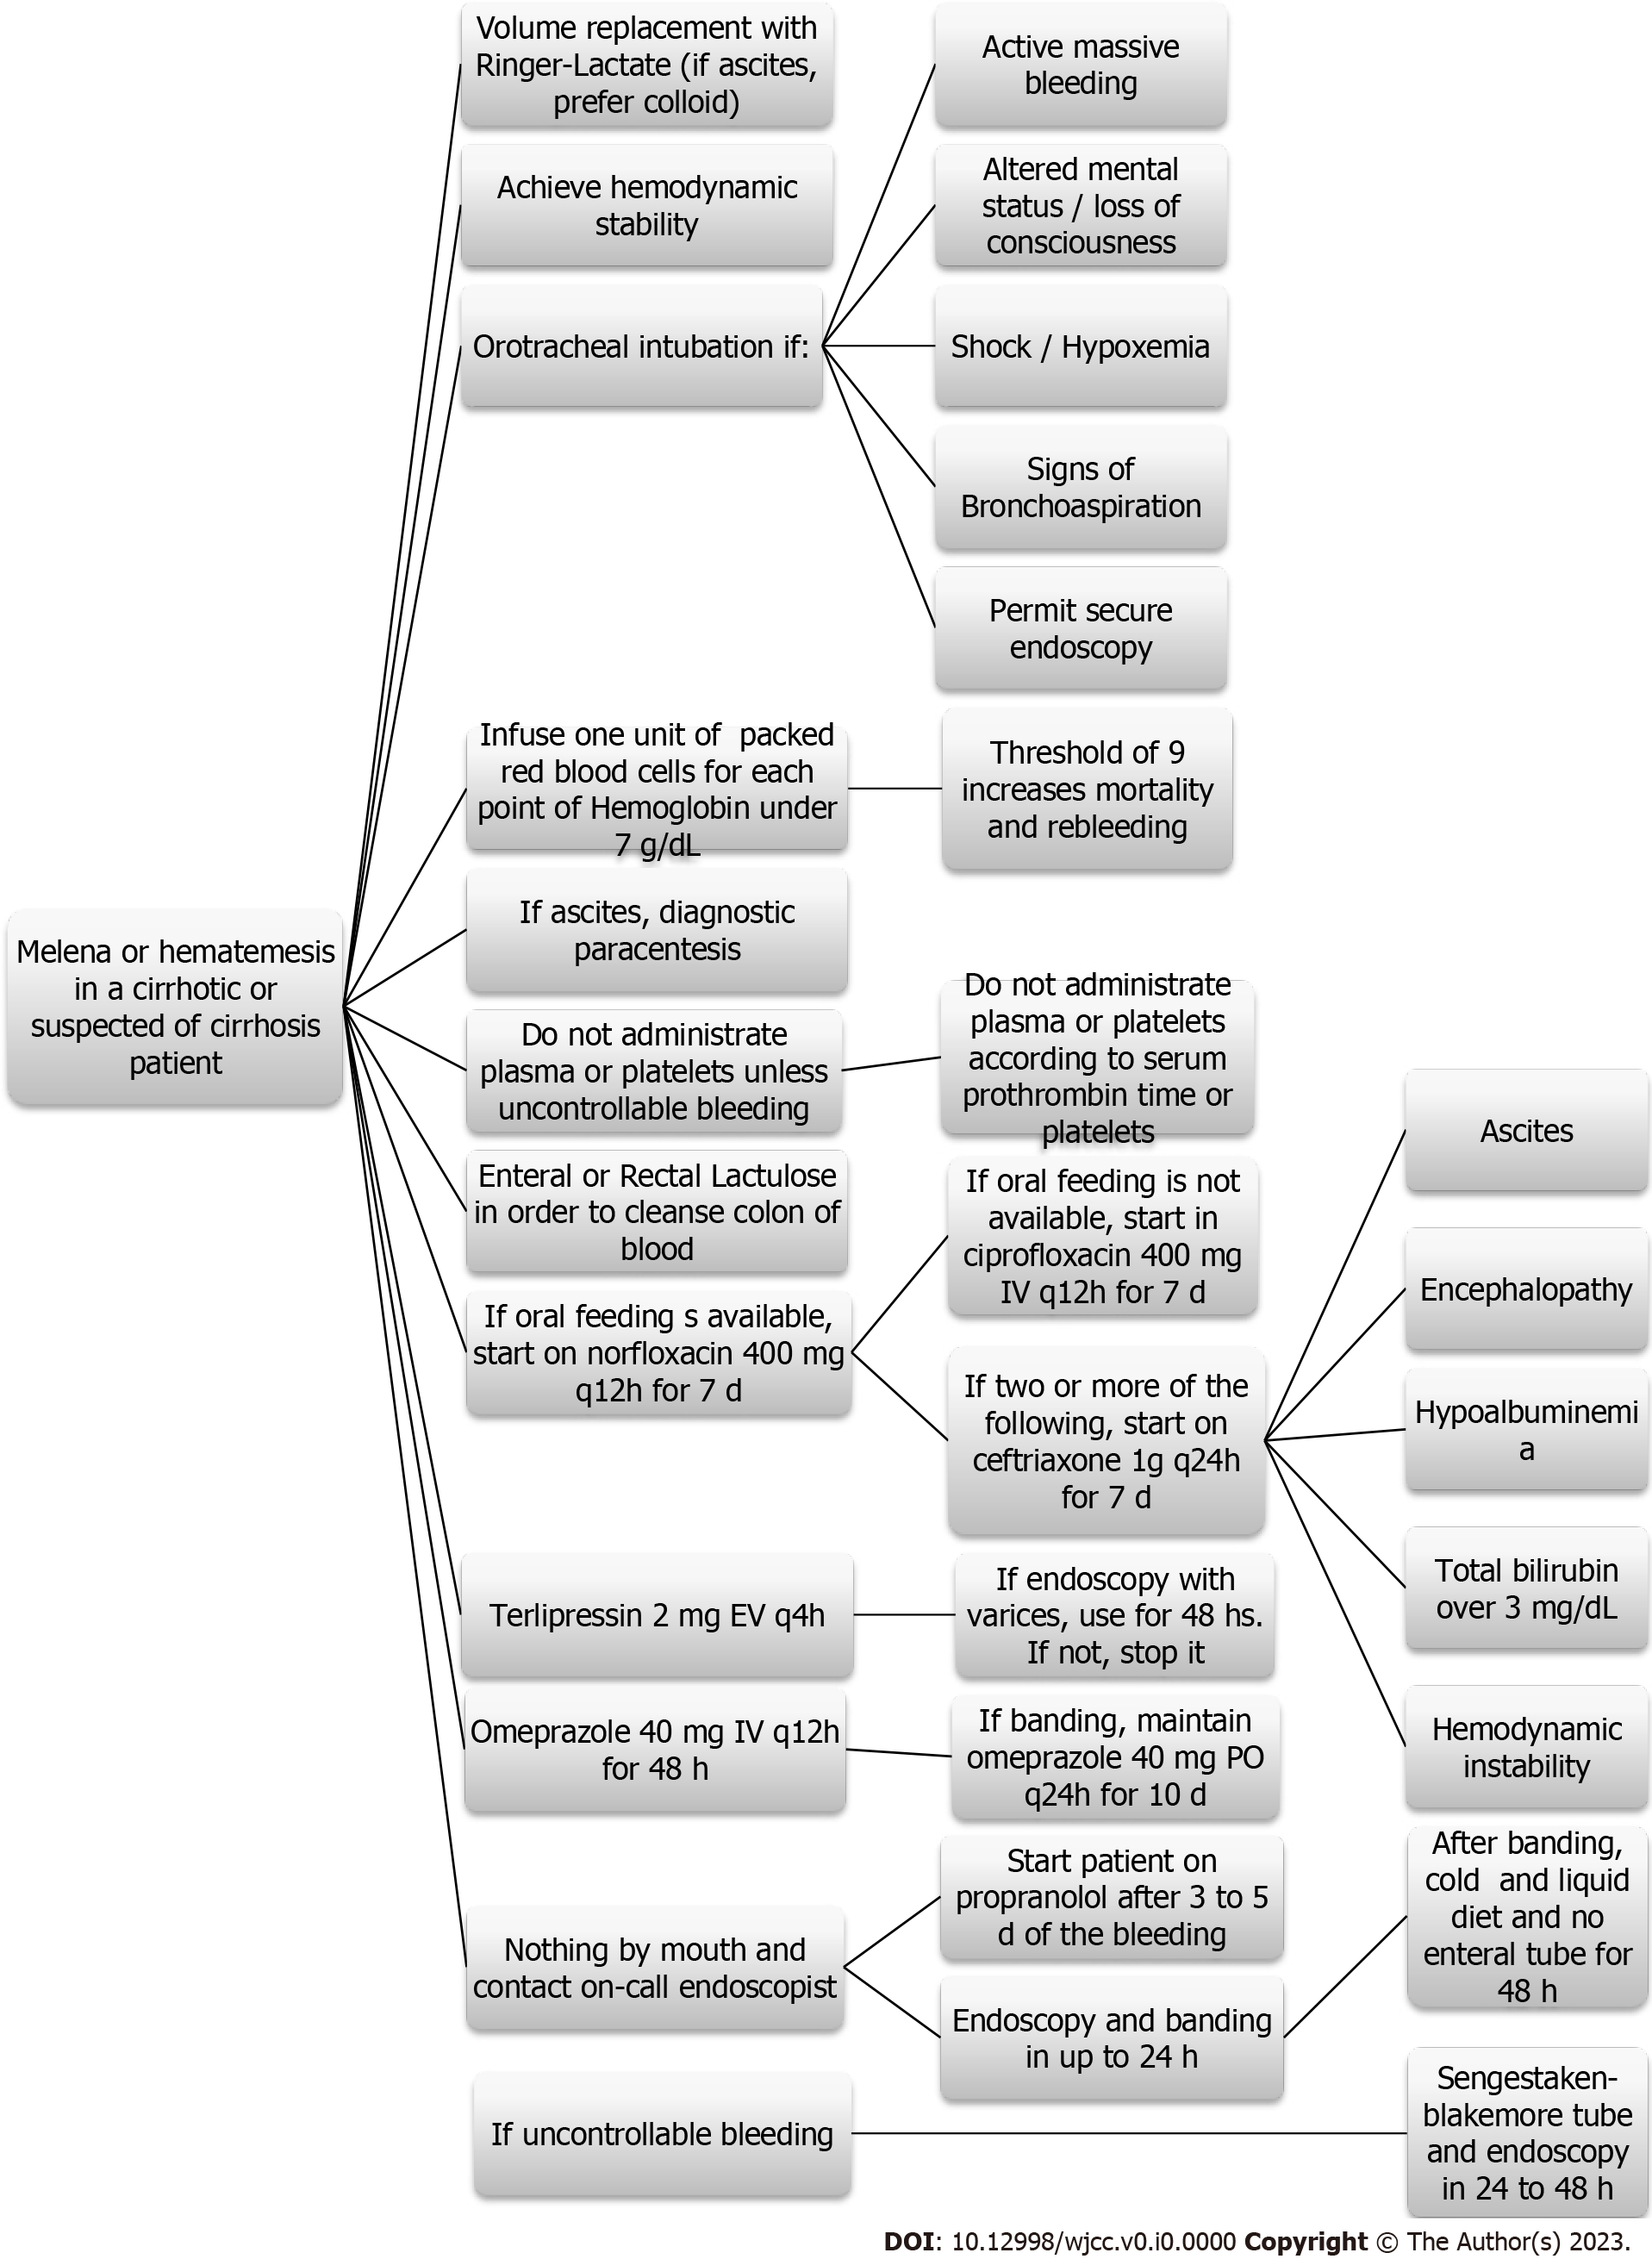 Volume replacement with
Ringer-Lactate (if ascites,
prefer colloid)
Achieve hemodynamic
stability
Orotracheal intubation if:
Active massive
bleeding
Altered mental
status / loss of
consciousness
Shock / Hypoxemia
Signs of
Bronchoaspiration
Permit secure
endoscopy
Infuse one unit of  packed
red blood cells for each
point of Hemoglobin under
7 g/dL
Threshold of 9
increases mortality
and rebleeding
Melena or hematemesis
in a cirrhotic or
suspected of cirrhosis
patient
If ascites, diagnostic
paracentesis
Do not administrate
plasma or platelets unless
uncontrollable bleeding
Do not administrate
plasma or platelets
according to serum
prothrombin time or
platelets
Enteral or Rectal Lactulose
in order to cleanse colon of
blood
If oral feeding s available,
start on norfloxacin 400 mg
q12h for 7 d
If oral feeding is not
available, start in
ciprofloxacin 400 mg
IV q12h for 7 d
If two or more of the
following, start on
ceftriaxone 1g q24h
for 7 d
Ascites
Encephalopathy
Hypoalbuminemi
a
Total bilirubin
over 3 mg/dL
Hemodynamic
instability
Terlipressin 2 mg EV q4h
If endoscopy with
varices, use for 48 hs.
If not, stop it
Omeprazole 40 mg IV q12h
for 48 h
If banding, maintain
omeprazole 40 mg PO
q24h for 10 d
Nothing by mouth and
contact on-call endoscopist
Start patient on
propranolol after 3 to 5
d of the bleeding
Endoscopy and banding
in up to 24 h
After banding,
cold  and liquid
diet and no
enteral tube for
48 h
If uncontrollable bleeding
Sengestaken-
blakemore tube
and endoscopy
in 24 to 48 h
DOI: 10.12998/wjcc.v0.i0.0000 Copyright © The Author(s) 2023.